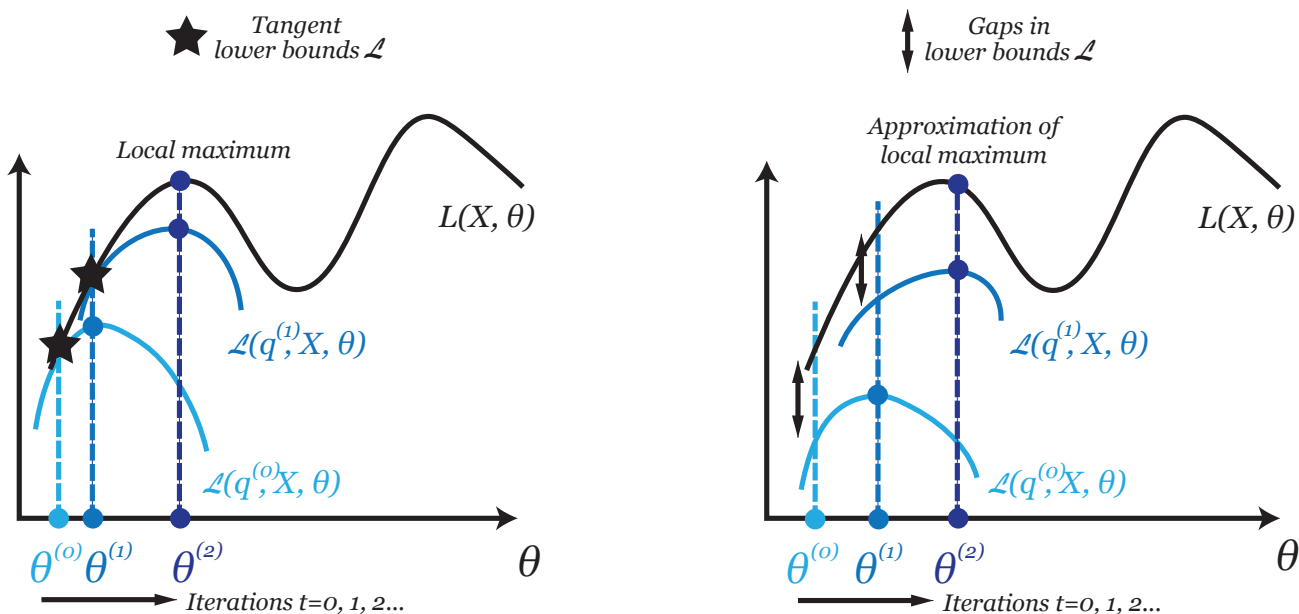 Tangent
lower bounds ℒ
Local maximum
L(X, θ)
ℒ(q⁽¹⁾, X, θ)
ℒ(q⁽⁰⁾, X, θ)
θ⁽⁰⁾ θ⁽¹⁾ θ⁽²⁾ θ
Iterations t=0, 1, 2...
Gaps in
lower bounds ℒ
Approximation of
local maximum
L(X, θ)
ℒ(q⁽¹⁾, X, θ)
ℒ(q⁽⁰⁾, X, θ)
θ⁽⁰⁾ θ⁽¹⁾ θ⁽²⁾ θ
Iterations t=0, 1, 2...